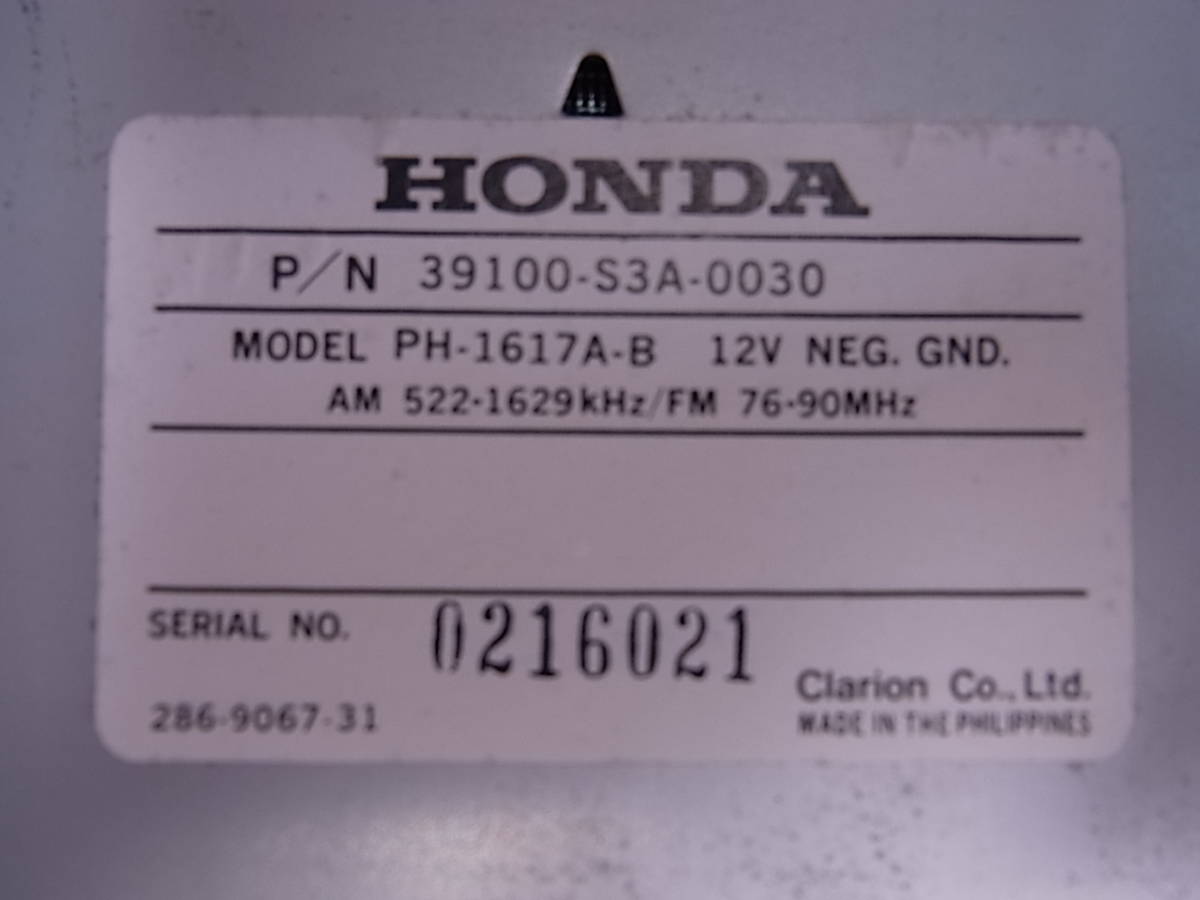 HONDA
P/N 39100-S3A-0030
MODEL PH-1617A-B 12V NEG. GND.
AM 522-1629kHz/FM 76-90MHz
SERIAL NO. 0216021
286-9067-31
Clarion Co., Ltd.
MADE IN THE PHILIPPINES